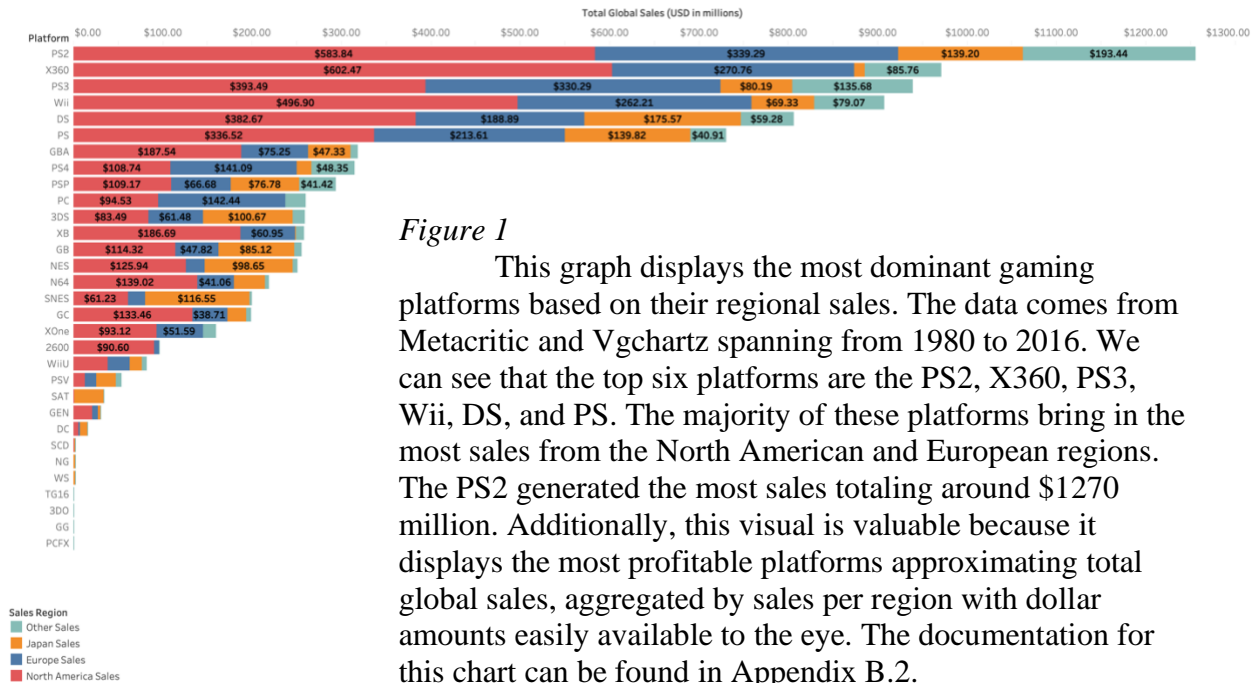 Total Global Sales (USD in millions)
$0.00 $100.00 $200.00 $300.00 $400.00 $500.00 $600.00 $700.00 $800.00 $900.00 $1000.00 $1100.00 $1200.00 $1300.00
Platform
PS2 $583.84 $339.29 $139.20 $193.44
X360 $602.47 $270.76 $85.76
PS3 $393.49 $330.29 $80.19 $135.68
Wii $496.90 $262.21 $69.33 $79.07
DS $382.67 $188.89 $175.57 $59.28
PS $336.52 $213.61 $139.82 $40.91
GBA $187.54 $75.25 $47.33
PS4 $108.74 $141.09 $48.35
PSP $109.17 $66.68 $76.78 $41.42
PC $94.53 $142.44
3DS $83.49 $61.48 $100.67
XB $186.69 $60.95
GB $114.32 $47.82 $85.12
NES $125.94 $98.65
N64 $139.02 $41.06
SNES $61.23 $116.55
GC $133.46 $38.71
XOne $93.12 $51.59
2600 $90.60
WiiU
PSV
SAT
GEN
DC
SCD
NG
WS
TG16
3DO
GG
PCFX
Figure 1
This graph displays the most dominant gaming
platforms based on their regional sales. The data comes from
Metacritic and Vgchartz spanning from 1980 to 2016. We
can see that the top six platforms are the PS2, X360, PS3,
Wii, DS, and PS. The majority of these platforms bring in the
most sales from the North American and European regions.
The PS2 generated the most sales totaling around $1270
million. Additionally, this visual is valuable because it
displays the most profitable platforms approximating total
global sales, aggregated by sales per region with dollar
amounts easily available to the eye. The documentation for
this chart can be found in Appendix B.2.
Sales Region
Other Sales
Japan Sales
Europe Sales
North America Sales